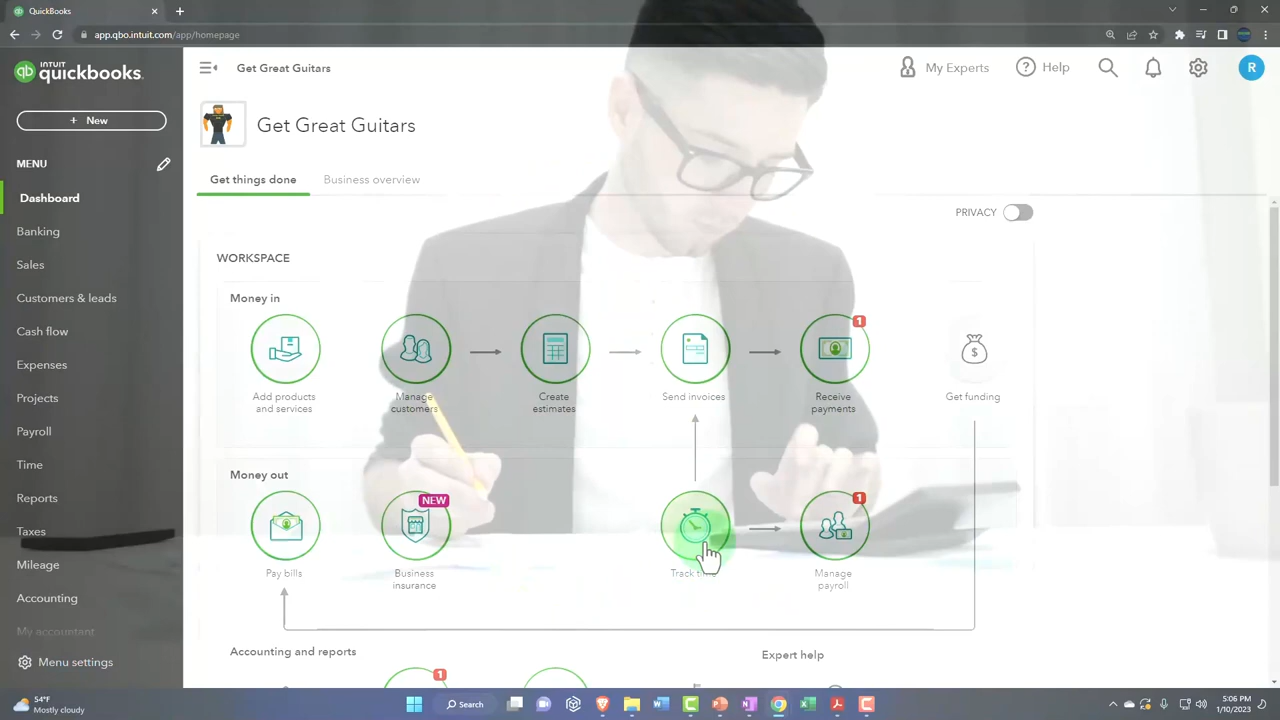 QuickBooks
app.qbo.intuit.com/app/homepage
INTUIT
quickbooks.
Get Great Guitars
My Experts
Help
R
+ New
Get Great Guitars
MENU
Get things done
Business overview
Dashboard
PRIVACY
Banking
WORKSPACE
Sales
Money in
Customers & leads
1
Cash flow
Expenses
Add products
and services
Manage
customers
Create
estimates
Send invoices
Receive
payments
Get funding
Projects
Payroll
Time
Money out
Reports
NEW
1
Taxes
Mileage
Pay bills
Business
insurance
Track
Manage
payroll
Accounting
My accountant
Accounting and reports
Expert help
Menu settings
1
54°F
Mostly cloudy
Search
5:06 PM
1/10/2023